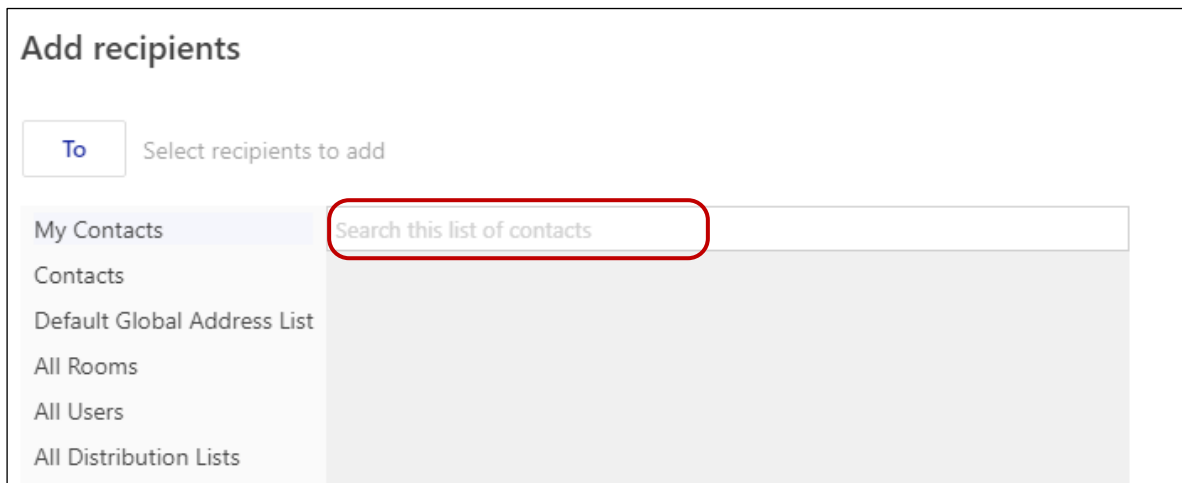 Add recipients
To Select recipients to add
My Contacts Search this list of contacts
Contacts
Default Global Address List
All Rooms
All Users
All Distribution Lists